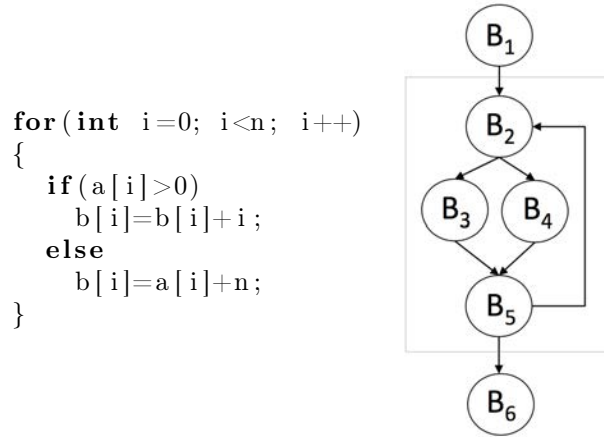 for(int i=0; i<n; i++)
{
if(a[i]>0)
b[i]=b[i]+i;
else
b[i]=a[i]+n;
}
B1
B2
B3 B4
B5
B6